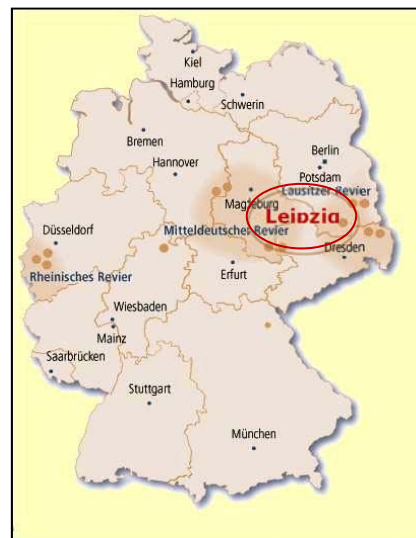 Kiel
Hamburg
Schwerin
Bremen
Berlin
Hannover
Potsdam
Lausitzer Revier
Magdeburg
Leipzig
Düsseldorf
Mitteldeutscher Revier
Dresden
Rheinisches Revier
Erfurt
Wiesbaden
Mainz
Saarbrücken
Stuttgart
München